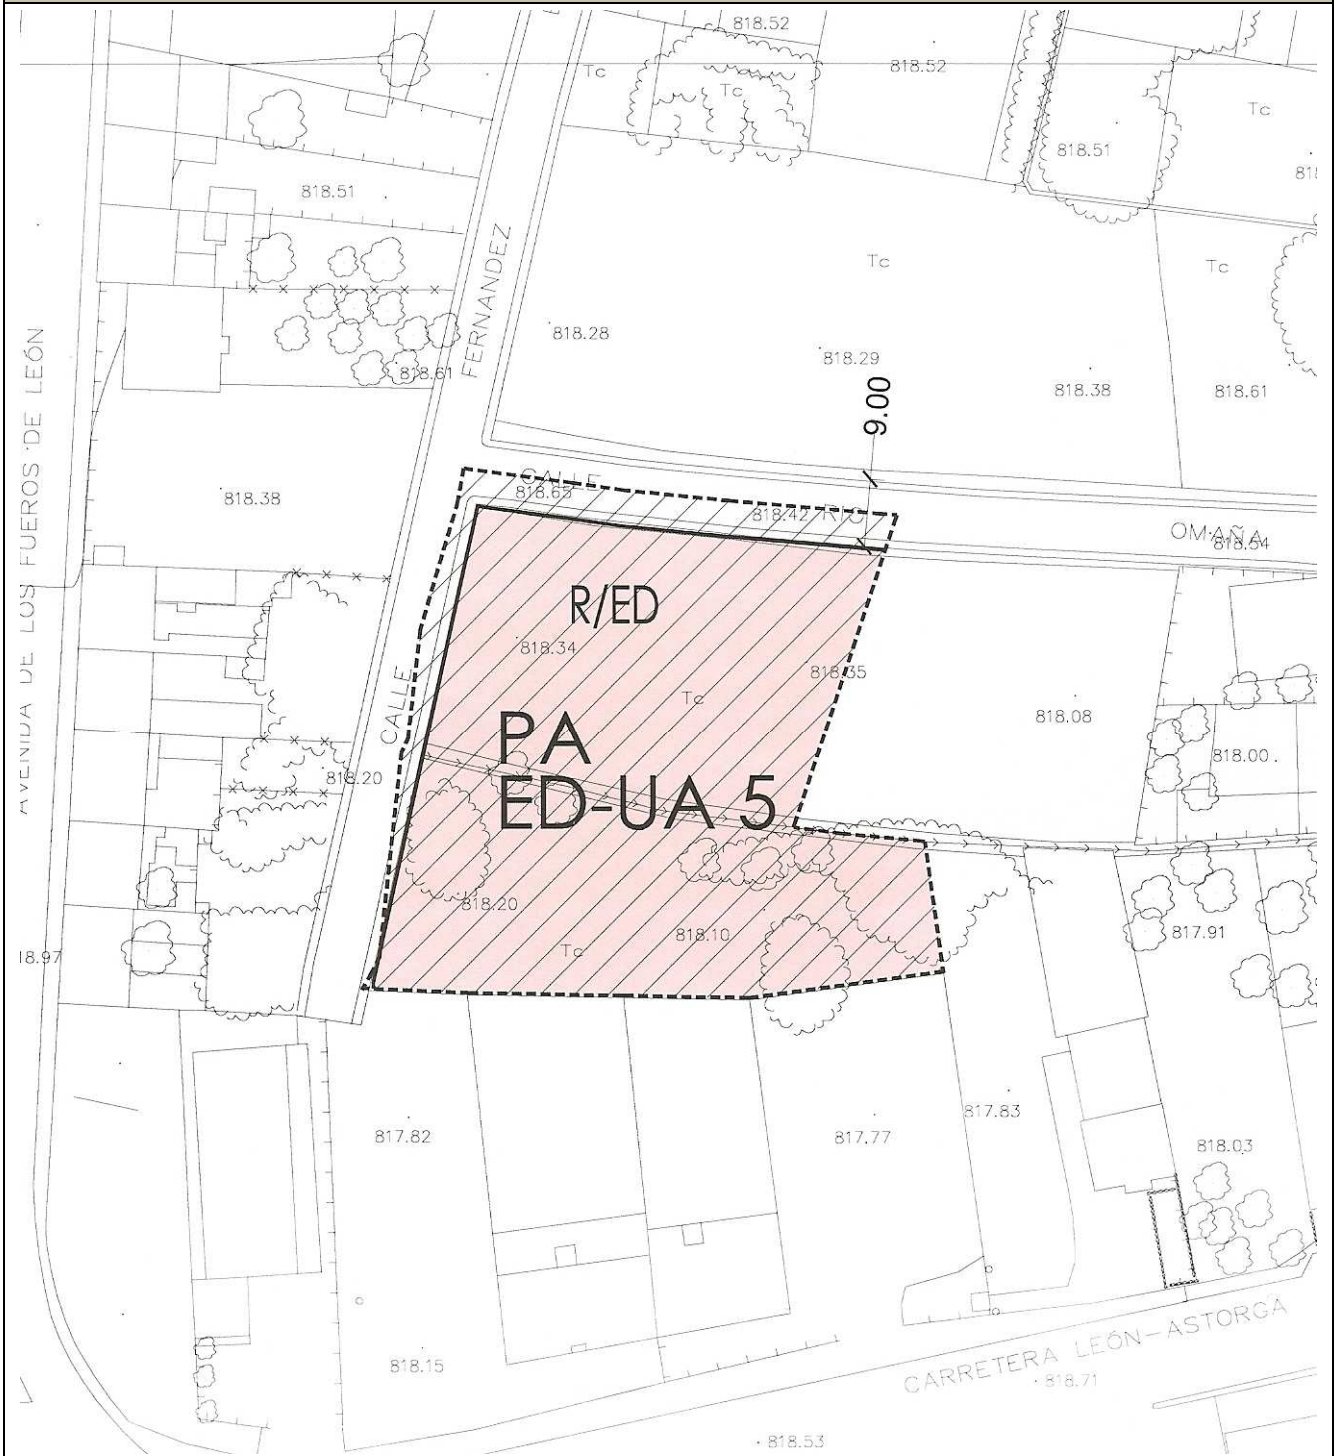 818.52
818.52
Tc
Tc
Tc
818.51
818.51
FERNANDEZ
Tc
Tc
818.28
818.29
818.61
818.38
818.61
9.00
AVENIDA DE LOS FUEROS DE LEÓN
818.38
CALLE
818.65
818.42
RIO
OMAÑA
818.54
R/ED
818.34
818.35
Tc
CALLE
818.08
PA
ED-UA 5
818.20
818.00
818.20
818.10
Tc
817.91
818.97
817.82
817.77
817.83
818.03
818.15
CARRETERA LEÓN-ASTORGA
818.71
818.53